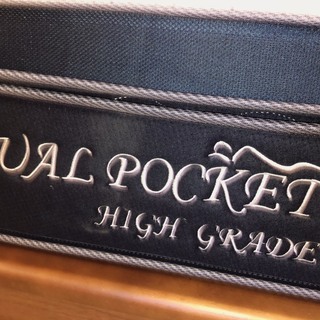 UAL POCKET
HIGH GRADE